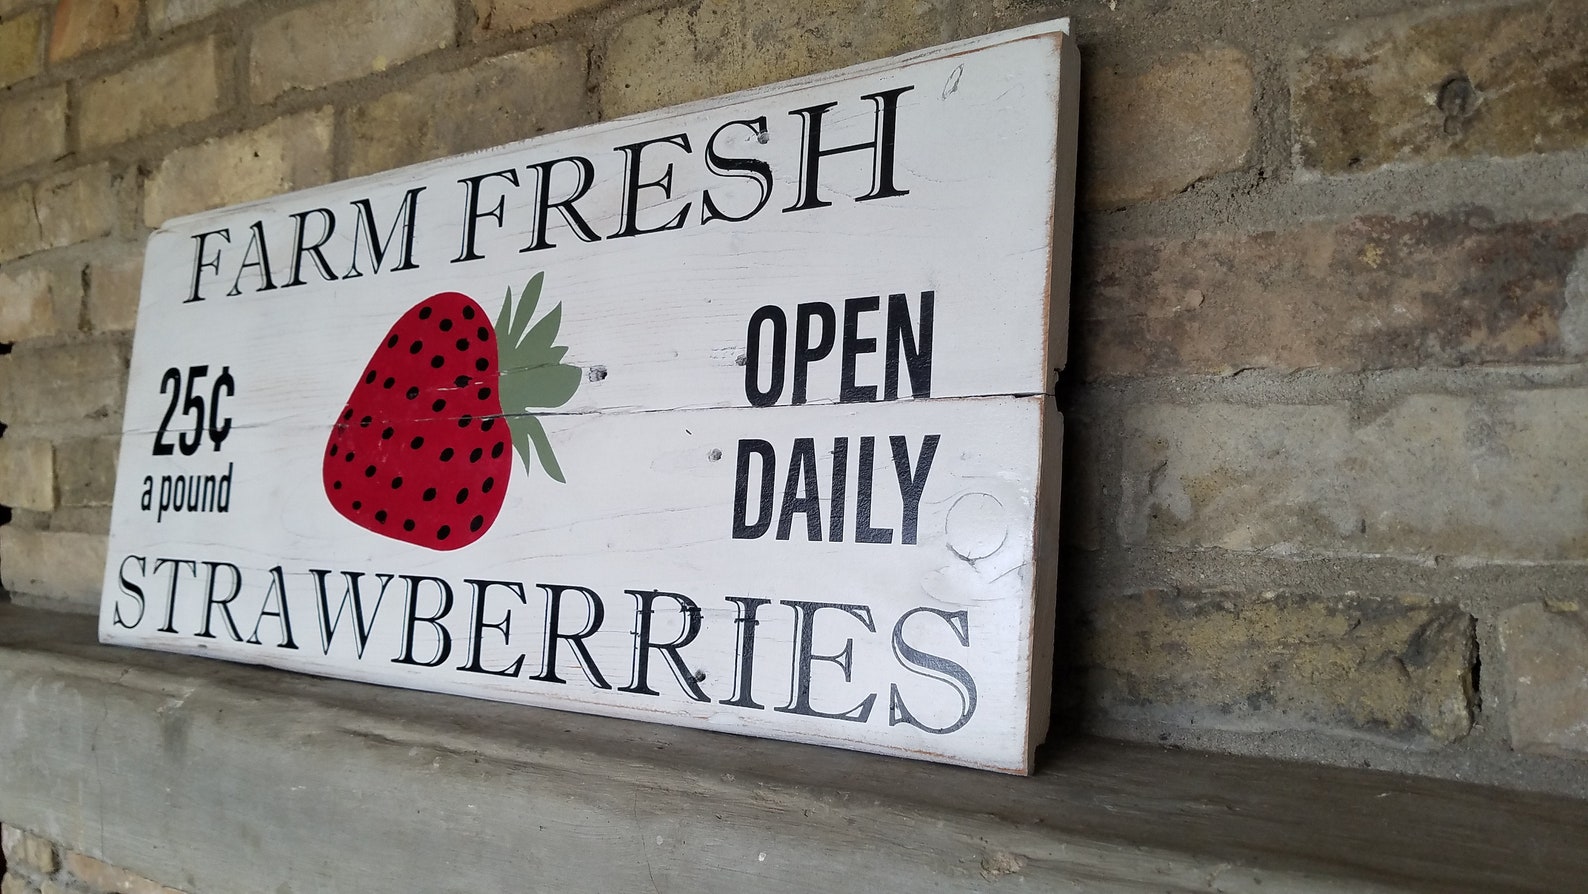 FARM FRESH
25¢
a pound
OPEN
DAILY
STRAWBERRIES